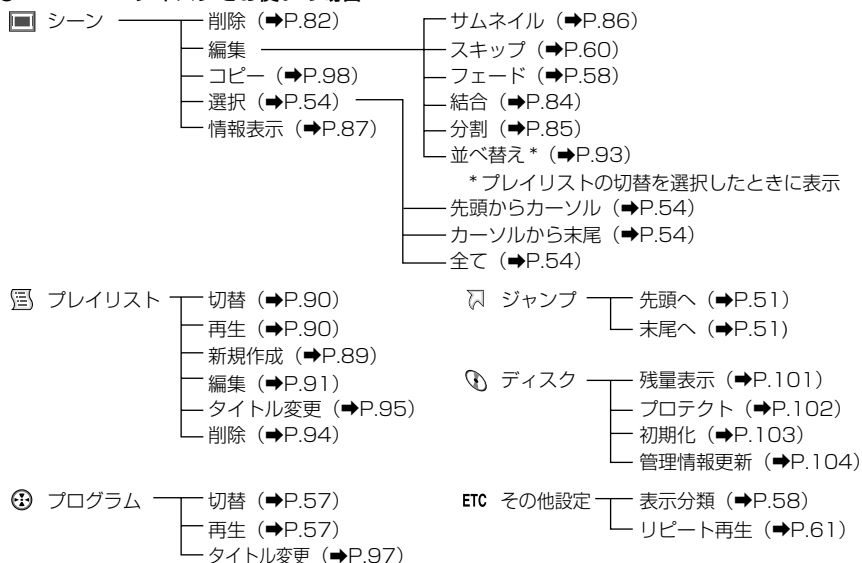 シーン
削除（➡P.82）
編集
コピー（➡P.98）
選択（➡P.54）
情報表示（➡P.87）
サムネイル（➡P.86）
スキップ（➡P.60）
フェード（➡P.58）
結合（➡P.84）
分割（➡P.85）
並べ替え*（➡P.93）
*プレイリストの切替を選択したときに表示
先頭からカーソル（➡P.54）
カーソルから末尾（➡P.54）
全て（➡P.54）
プレイリスト
切替（➡P.90）
再生（➡P.90）
新規作成（➡P.89）
編集（➡P.91）
タイトル変更（➡P.95）
削除（➡P.94）
ジャンプ
先頭へ（➡P.51）
末尾へ（➡P.51）
ディスク
残量表示（➡P.101）
プロテクト（➡P.102）
初期化（➡P.103）
管理情報更新（➡P.104）
プログラム
切替（➡P.57）
再生（➡P.57）
タイトル変更（➡P.97）
ETC その他設定
表示分類（➡P.58）
リピート再生（➡P.61）